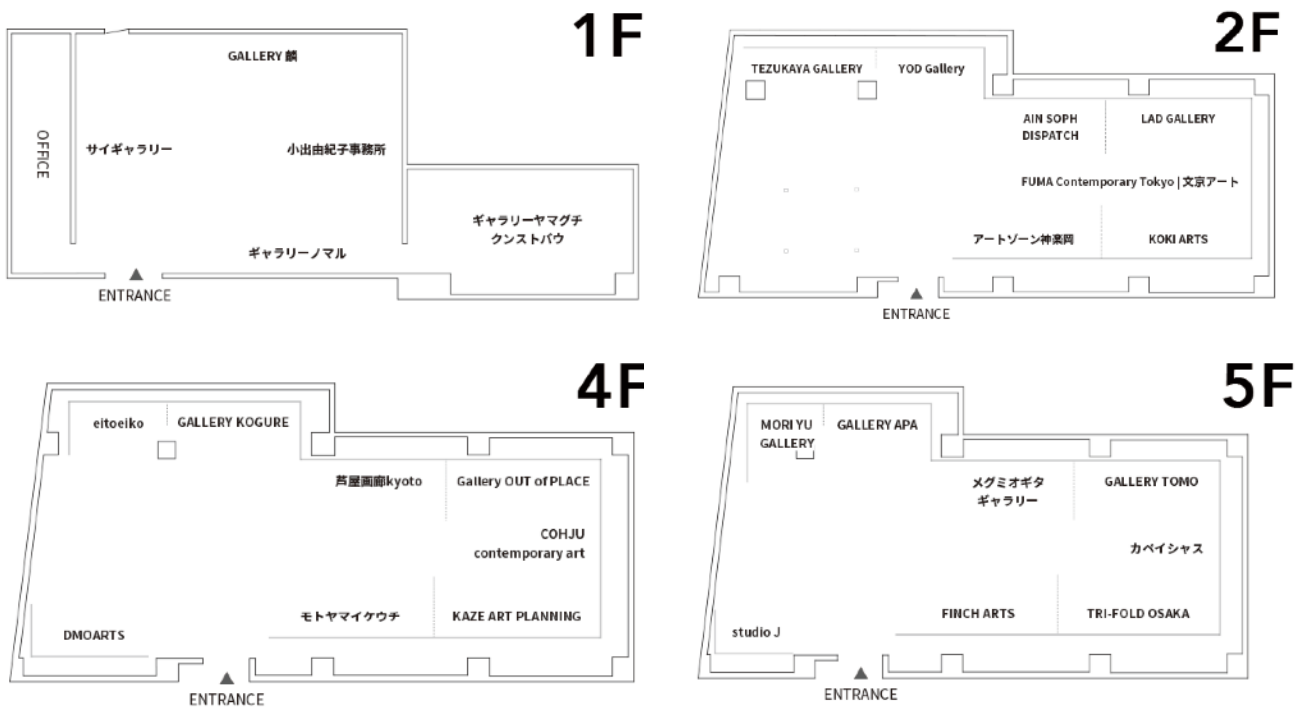 1F
GALLERY 麟
OFFICE
サイギャラリー
小出由紀子事務所
ギャラリーヤマグチ
クンストバウ
ギャラリーノマル
ENTRANCE
2F
TEZUKAYA GALLERY
YOD Gallery
AIN SOPH
DISPATCH
LAD GALLERY
FUMA Contemporary Tokyo | 文京アート
アートゾーン神楽岡
KOKI ARTS
ENTRANCE
4F
eitoeiko
GALLERY KOGURE
芦屋画廊kyoto
Gallery OUT of PLACE
COHJU
contemporary art
モトヤマイケウチ
KAZE ART PLANNING
DMOARTS
ENTRANCE
5F
MORI YU
GALLERY
GALLERY APA
メグミオギタ
ギャラリー
GALLERY TOMO
カペイシャス
FINCH ARTS
TRI-FOLD OSAKA
studio J
ENTRANCE